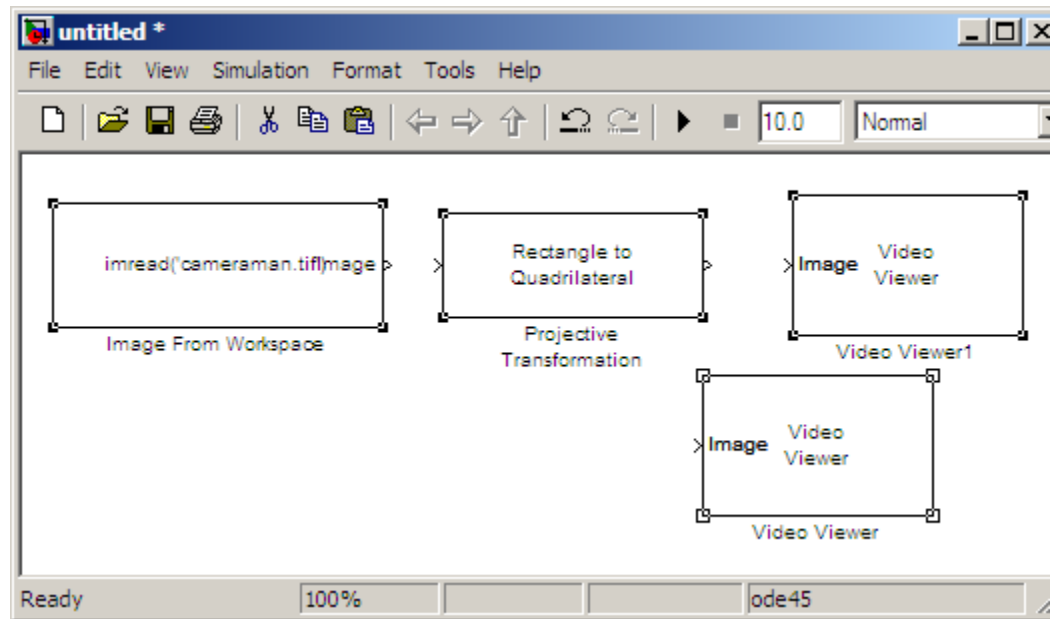 untitled *
File Edit View Simulation Format Tools Help
10.0 Normal
imread('cameraman.tif') Image
Image From Workspace
Rectangle to
Quadrilateral
Projective
Transformation
Image Video
Viewer
Video Viewer1
Image Video
Viewer
Video Viewer
Ready 100% ode45